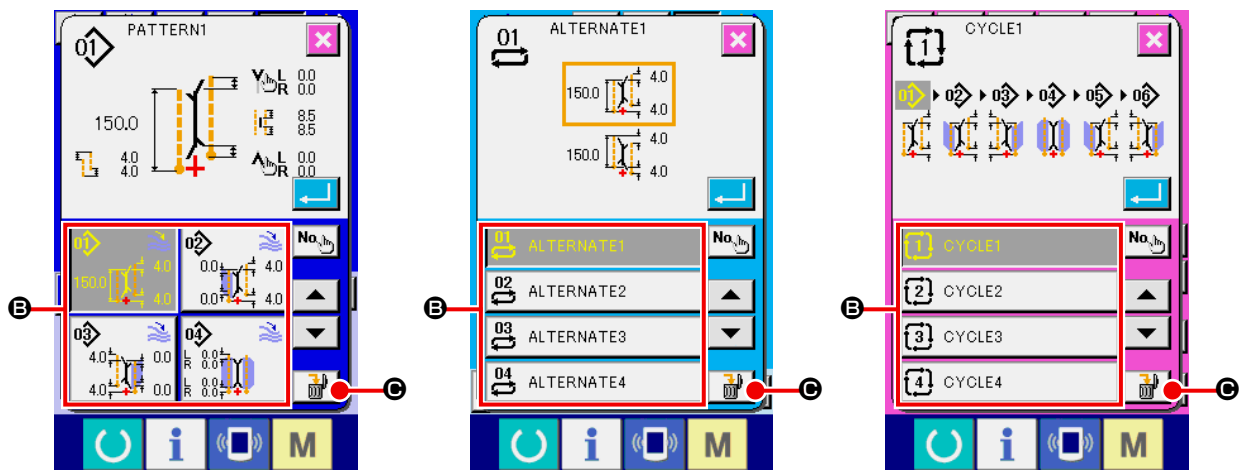 01 PATTERN1
L 0.0
R 0.0
150.0
8.5
8.5
4.0
4.0
L 0.0
R 0.0
01
150.0
4.0
4.0
02
0.0
4.0
0.0
4.0
No.
03
4.0
0.0
4.0
0.0
04
L 0.0
R 0.0
L 0.0
R 0.0
B
C
i
M
01 ALTERNATE1
150.0
4.0
4.0
150.0
4.0
4.0
01 ALTERNATE1
No.
02 ALTERNATE2
03 ALTERNATE3
04 ALTERNATE4
B
C
i
M
1 CYCLE1
01 02 03 04 05 06
1 CYCLE1
No.
2 CYCLE2
3 CYCLE3
4 CYCLE4
B
C
i
M